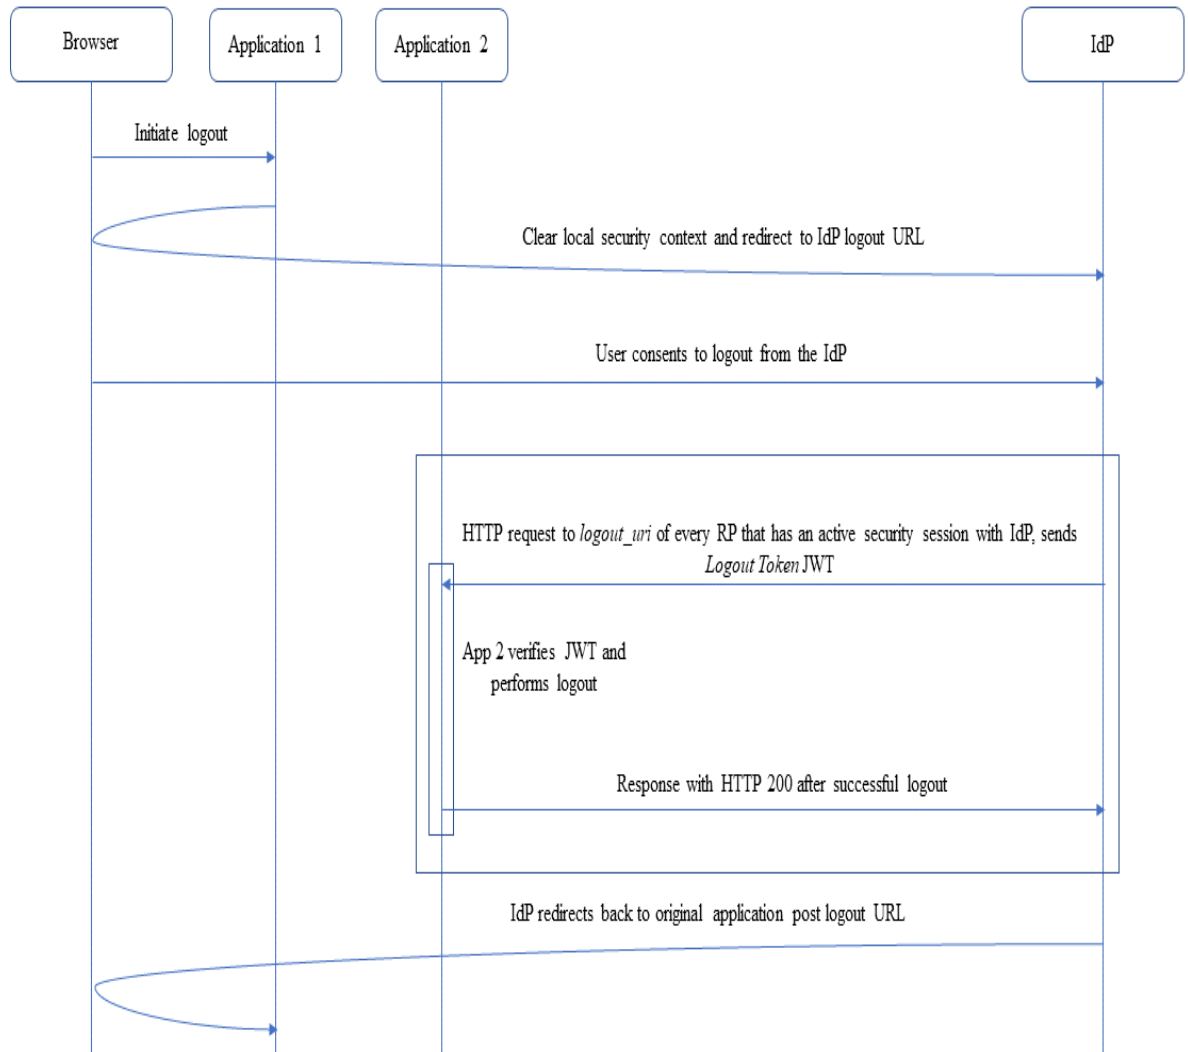 Browser
Application 1
Application 2
IdP
Initiate logout
Clear local security context and redirect to IdP logout URL
User consents to logout from the IdP
HTTP request to logout_uri of every RP that has an active security session with IdP, sends
Logout Token JWT
App 2 verifies JWT and
performs logout
Response with HTTP 200 after successful logout
IdP redirects back to original application post logout URL